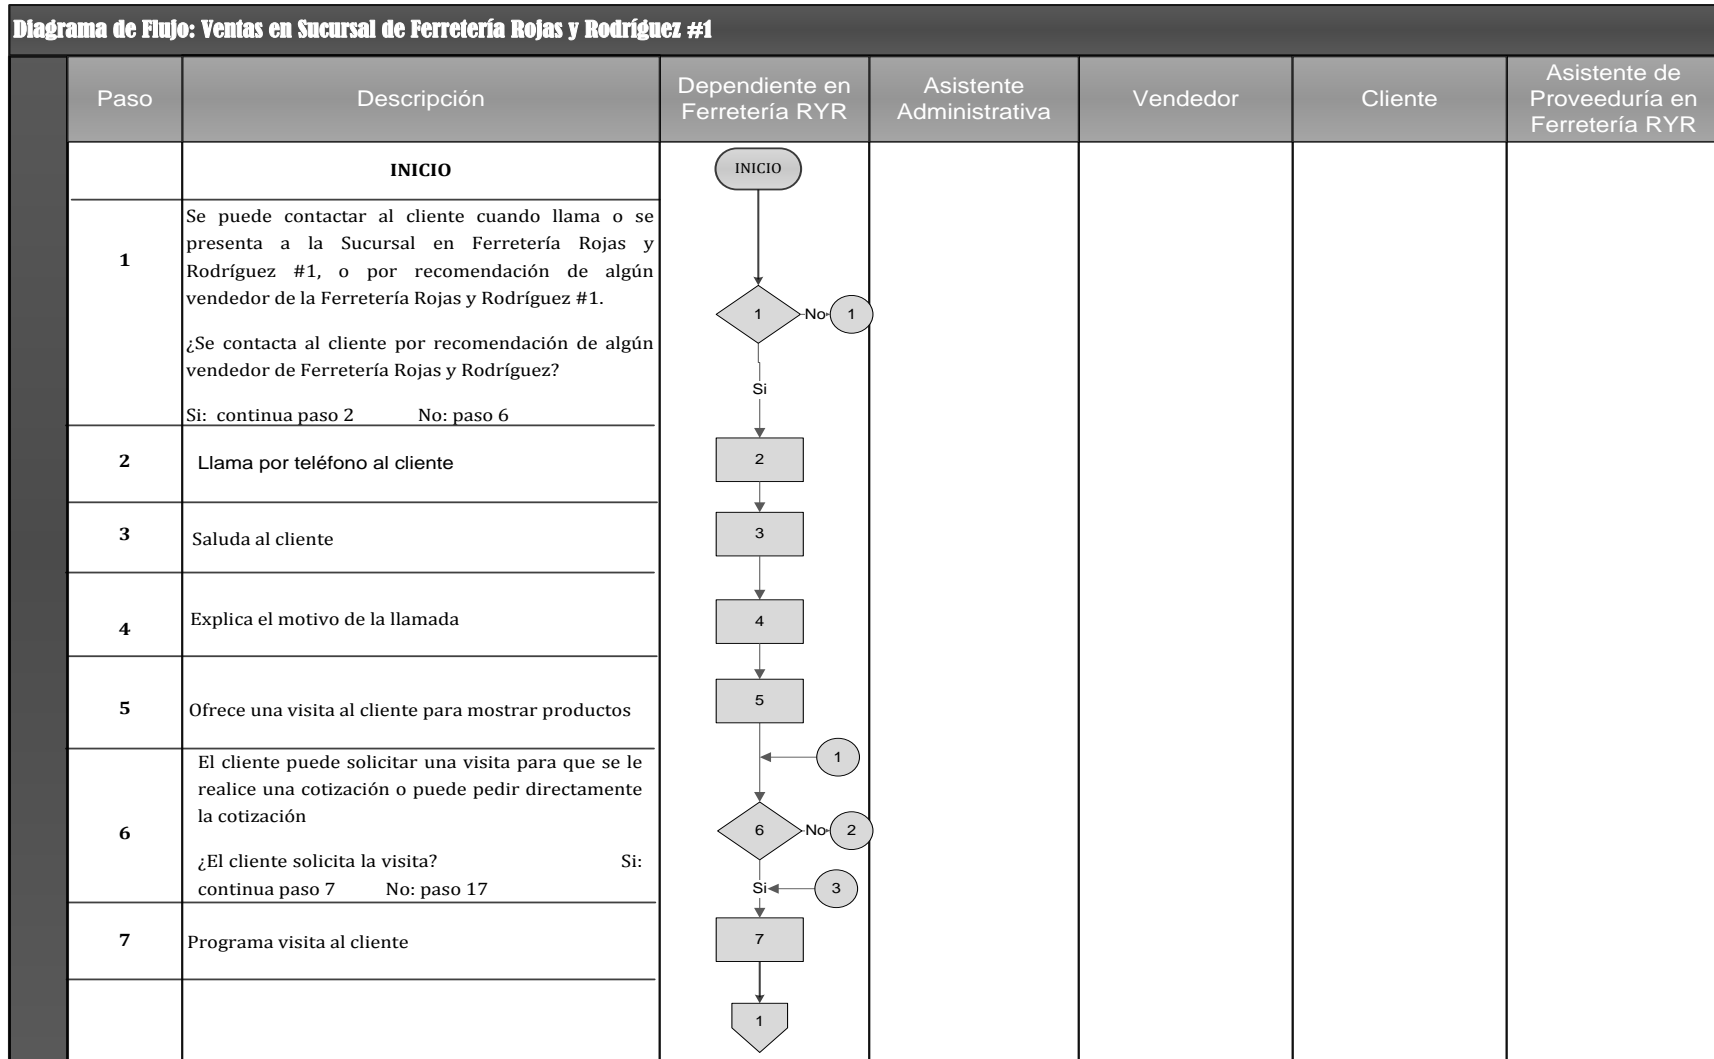 Diagrama de Flujo: Ventas en Sucursal de Ferretería Rojas y Rodríguez #1
Paso
Descripción
Dependiente en
Ferretería RYR
Asistente
Administrativa
Vendedor
Cliente
Asistente de
Proveeduría en
Ferretería RYR
INICIO
INICIO
1
Se puede contactar al cliente cuando llama o se
presenta a la Sucursal en Ferretería Rojas y
Rodríguez #1, o por recomendación de algún
vendedor de la Ferretería Rojas y Rodríguez #1.
¿Se contacta al cliente por recomendación de algún
vendedor de Ferretería Rojas y Rodríguez?
Si: continua paso 2 No: paso 6
1
No
1
Si
2
Llama por teléfono al cliente
2
3
Saluda al cliente
3
4
Explica el motivo de la llamada
4
5
Ofrece una visita al cliente para mostrar productos
5
1
6
El cliente puede solicitar una visita para que se le
realice una cotización o puede pedir directamente
la cotización
¿El cliente solicita la visita? Si:
continua paso 7 No: paso 17
6
No
2
Si
3
7
Programa visita al cliente
7
1